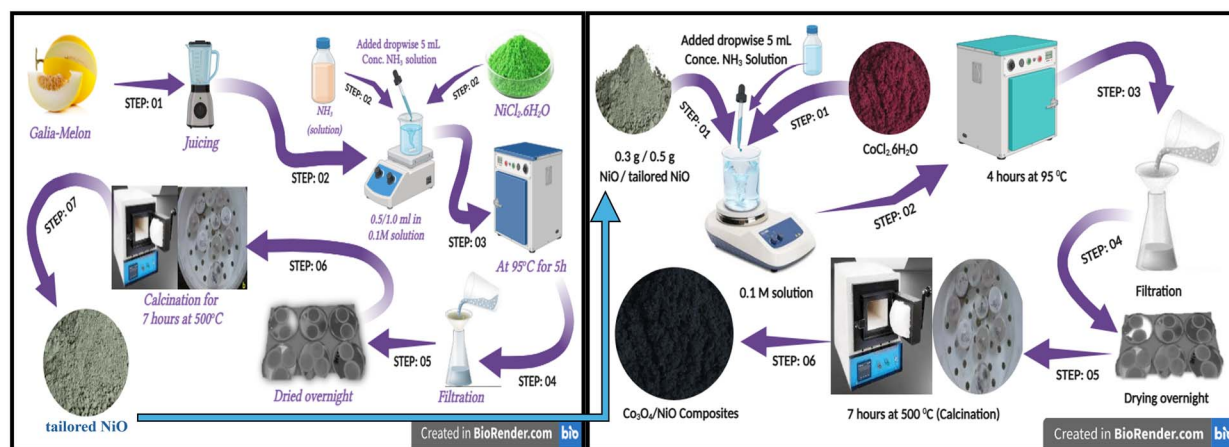 Galia-Melon
STEP: 01
Juicing
STEP: 02
NH₃
(solution)
STEP: 02
Added dropwise 5 mL
Conc. NH₃ solution
STEP: 02
NiCl₂.6H₂O
0.5/1.0 ml in
0.1M solution
STEP: 03
At 95°C for 5h
STEP: 04
Filtration
STEP: 05
Dried overnight
STEP: 06
Calcination for
7 hours at 500°C
STEP: 07
tailored NiO
Created in BioRender.com bio
0.3 g / 0.5 g
NiO / tailored NiO
STEP: 01
Added dropwise 5 mL
Conce. NH₃ Solution
STEP: 01
CoCl₂.6H₂O
0.1 M solution
STEP: 02
4 hours at 95 ⁰C
STEP: 03
Filtration
STEP: 04
Drying overnight
STEP: 05
7 hours at 500 ⁰C (Calcination)
STEP: 06
Co₃O₄/NiO Composites
Created in BioRender.com bio